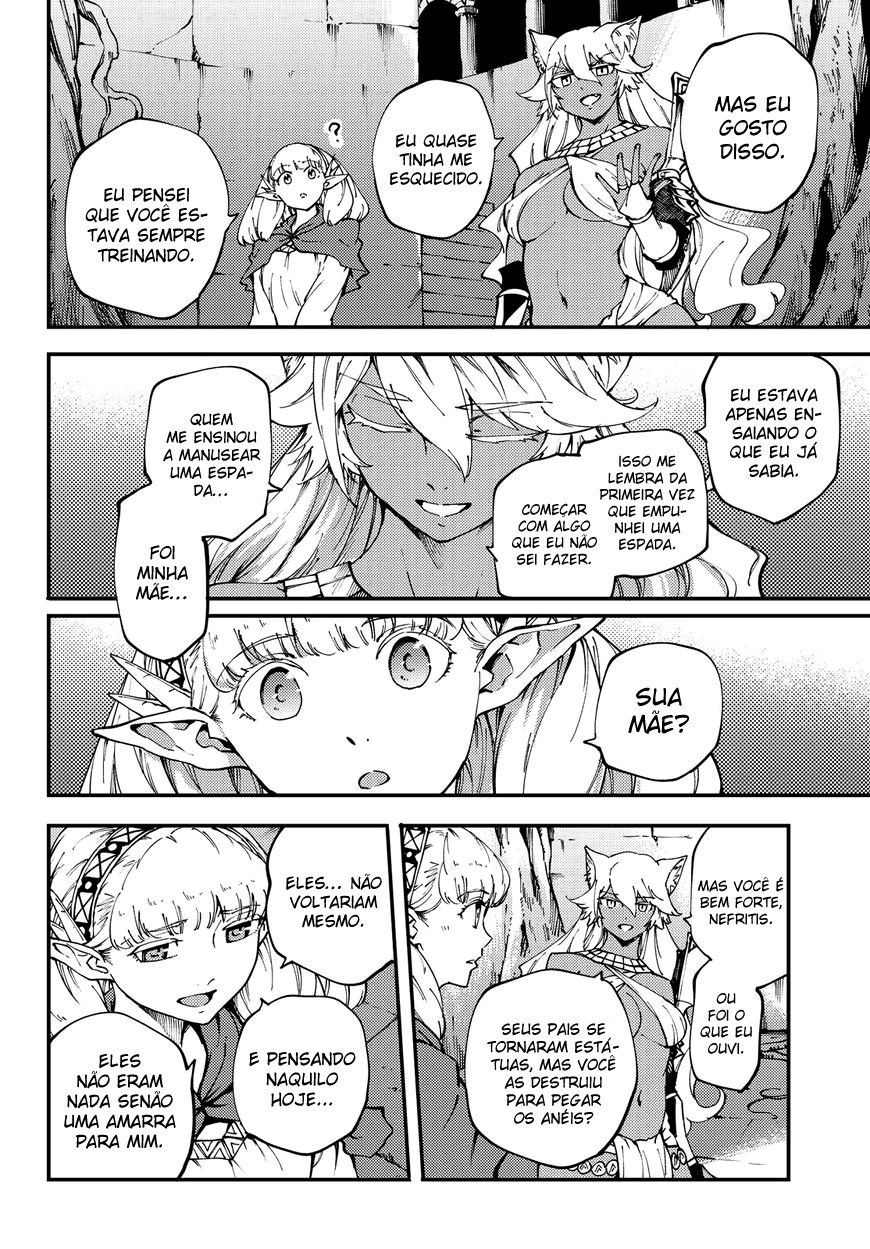 MAS EU
GOSTO
DISSO.
EU QUASE
TINHA ME
ESQUECIDO.
?
EU PENSEI
QUE VOCÊ ES-
TAVA SEMPRE
TREINANDO.
EU ESTAVA
APENAS EN-
SAIANDO O
QUE EU JÁ
SABIA.
ISSO ME
LEMBRA DA
PRIMEIRA VEZ
QUE EMPU-
NHEI UMA
ESPADA.
COMEÇAR
COM ALGO
QUE EU NÃO
SEI FAZER.
QUEM
ME ENSINOU
A MANUSEAR
UMA ESPA-
DA...
FOI
MINHA
MÃE...
SUA
MÃE?
MAS VOCÊ É
BEM FORTE,
NEFRITIS.
OU
FOI O
QUE EU
OUVI.
SEUS PAIS SE
TORNARAM ESTÁ-
TUAS, MAS VOCÊ
AS DESTRUIU
PARA PEGAR
OS ANÉIS?
ELES... NÃO
VOLTARIAM
MESMO.
E PENSANDO
NAQUILO
HOJE...
ELES
NÃO ERAM
NADA SENÃO
UMA AMARRA
PARA MIM.